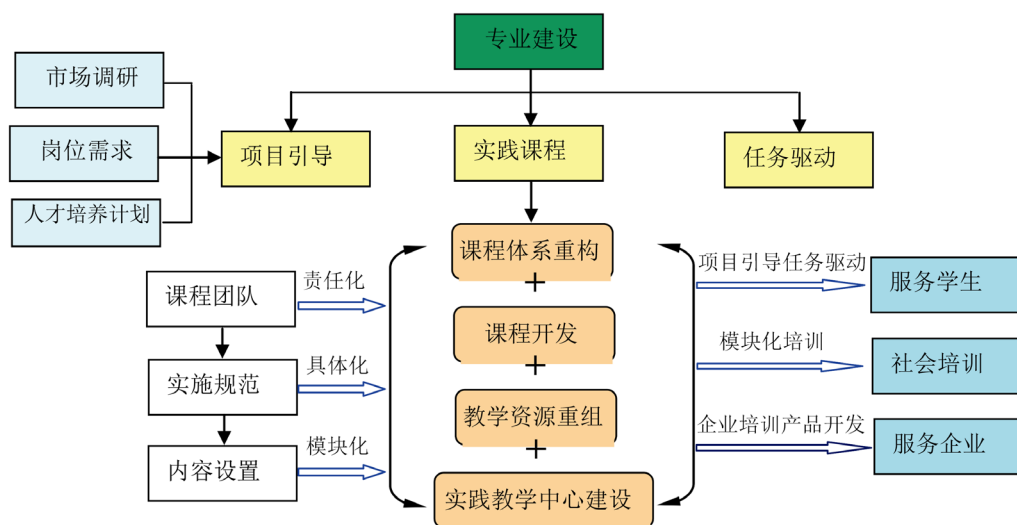 专业建设
市场调研
岗位需求
人才培养计划
项目引导
实践课程
任务驱动
课程体系重构
+
课程开发
+
教学资源重组
+
实践教学中心建设
课程团队
责任化
实施规范
具体化
内容设置
模块化
项目引导任务驱动
服务学生
模块化培训
社会培训
企业培训产品开发
服务企业